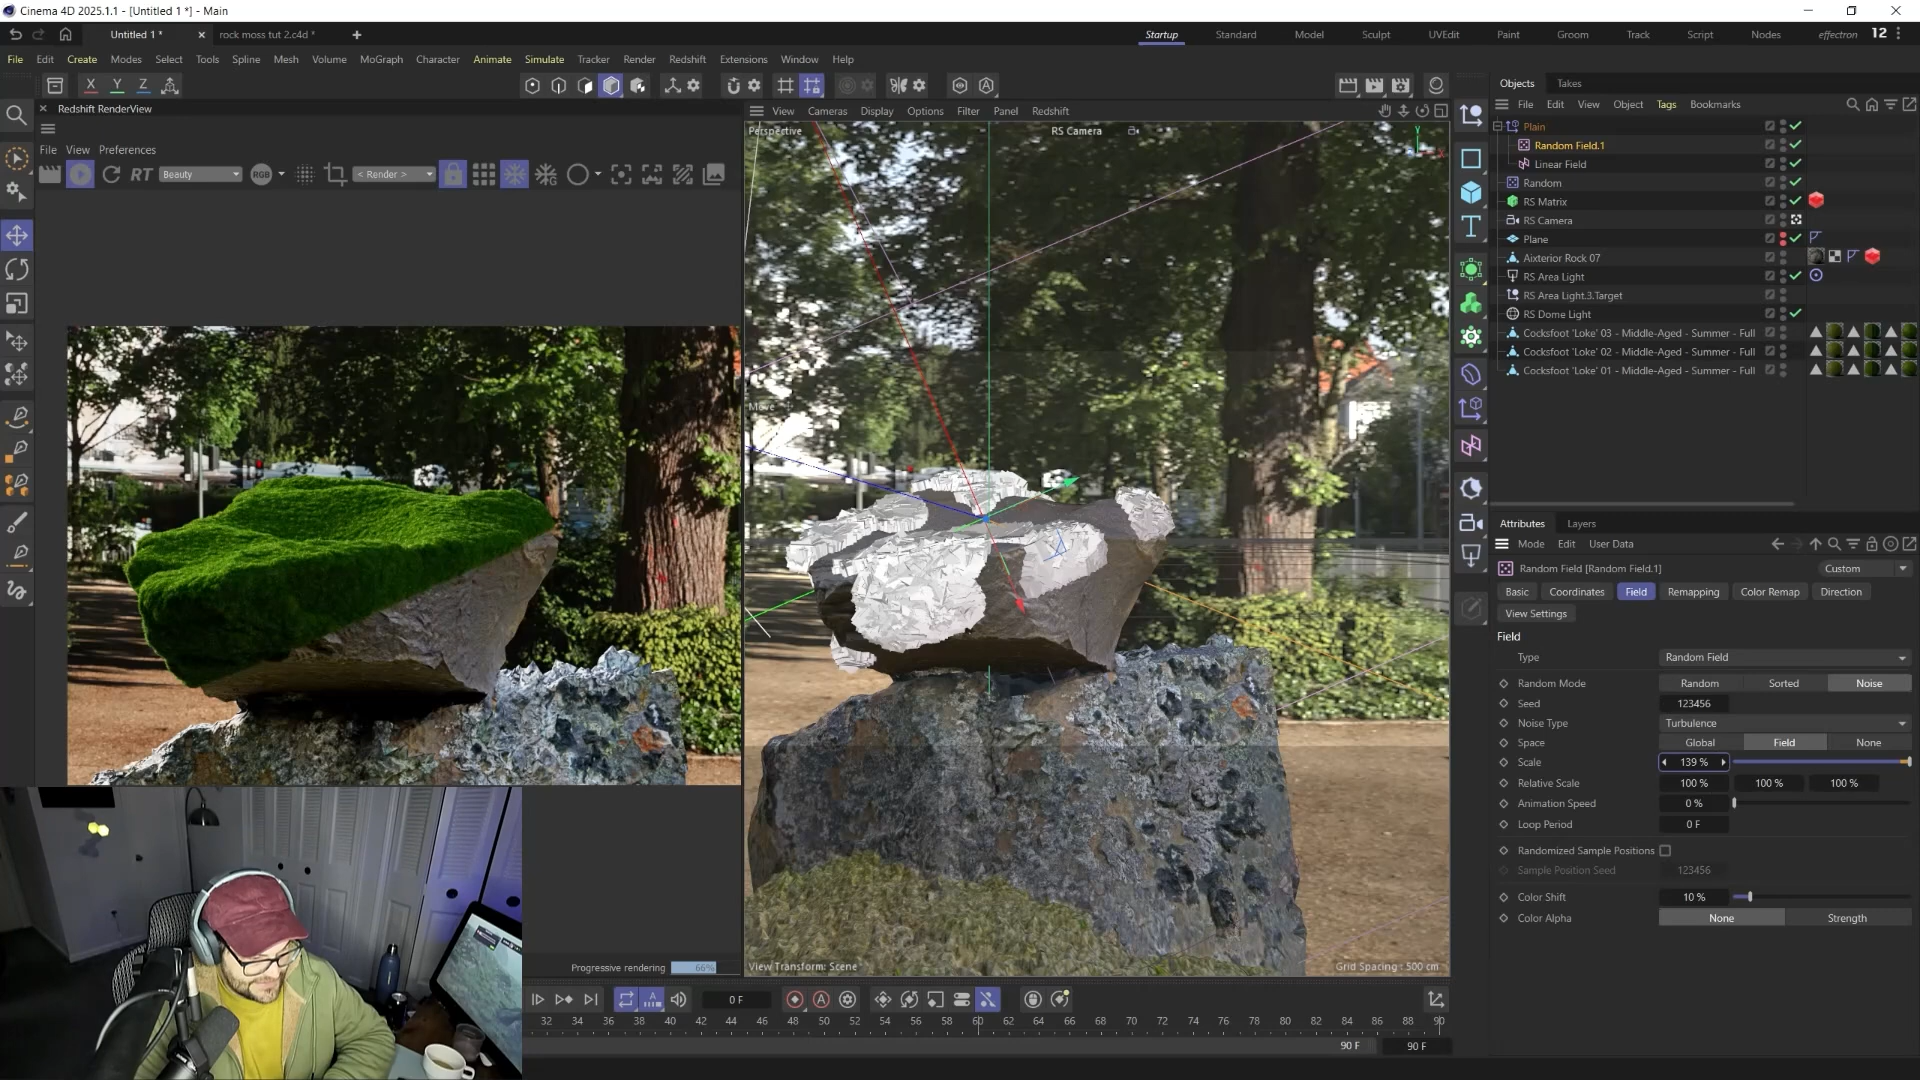 Cinema 4D 2025.1.1 - [Untitled 1 *] - Main
Untitled 1 *
rock moss tut 2.c4d *
Startup
Standard
Model
Sculpt
UVEdit
Paint
Groom
Track
Script
Nodes
effectron
12
File Edit Create Modes Select Tools Spline Mesh Volume MoGraph Character Animate Simulate Tracker Render Redshift Extensions Window Help
X
Y
Z
Redshift RenderView
File View Preferences
RT
Beauty
RGB
< Render >
View Cameras Display Options Filter Panel Redshift
Perspective
RS Camera
Y
Move
View Transform: Scene
Grid Spacing : 500 cm
Progressive rendering
66%
Objects
Takes
File Edit View Object Tags Bookmarks
Plain
Random Field.1
Linear Field
Random
RS Matrix
RS Camera
Plane
Aixterior Rock 07
RS Area Light
RS Area Light.3.Target
RS Dome Light
Cocksfoot 'Loke' 03 - Middle-Aged - Summer - Full
Cocksfoot 'Loke' 02 - Middle-Aged - Summer - Full
Cocksfoot 'Loke' 01 - Middle-Aged - Summer - Full
Attributes
Layers
Mode Edit User Data
Random Field [Random Field.1]
Custom
Basic
Coordinates
Field
Remapping
Color Remap
Direction
View Settings
Field
Type
Random Field
Random Mode
Random
Sorted
Noise
Seed
123456
Noise Type
Turbulence
Space
Global
Field
None
Scale
139 %
Relative Scale
100 %
100 %
100 %
Animation Speed
0 %
Loop Period
0 F
Randomized Sample Positions
Sample Position Seed
123456
Color Shift
10 %
Color Alpha
None
Strength
0 F
32 34 36 38 40 42 44 46 48 50 52 54 56 58 60 62 64 66 68 70 72 74 76 78 80 82 84 86 88 90
90 F
90 F